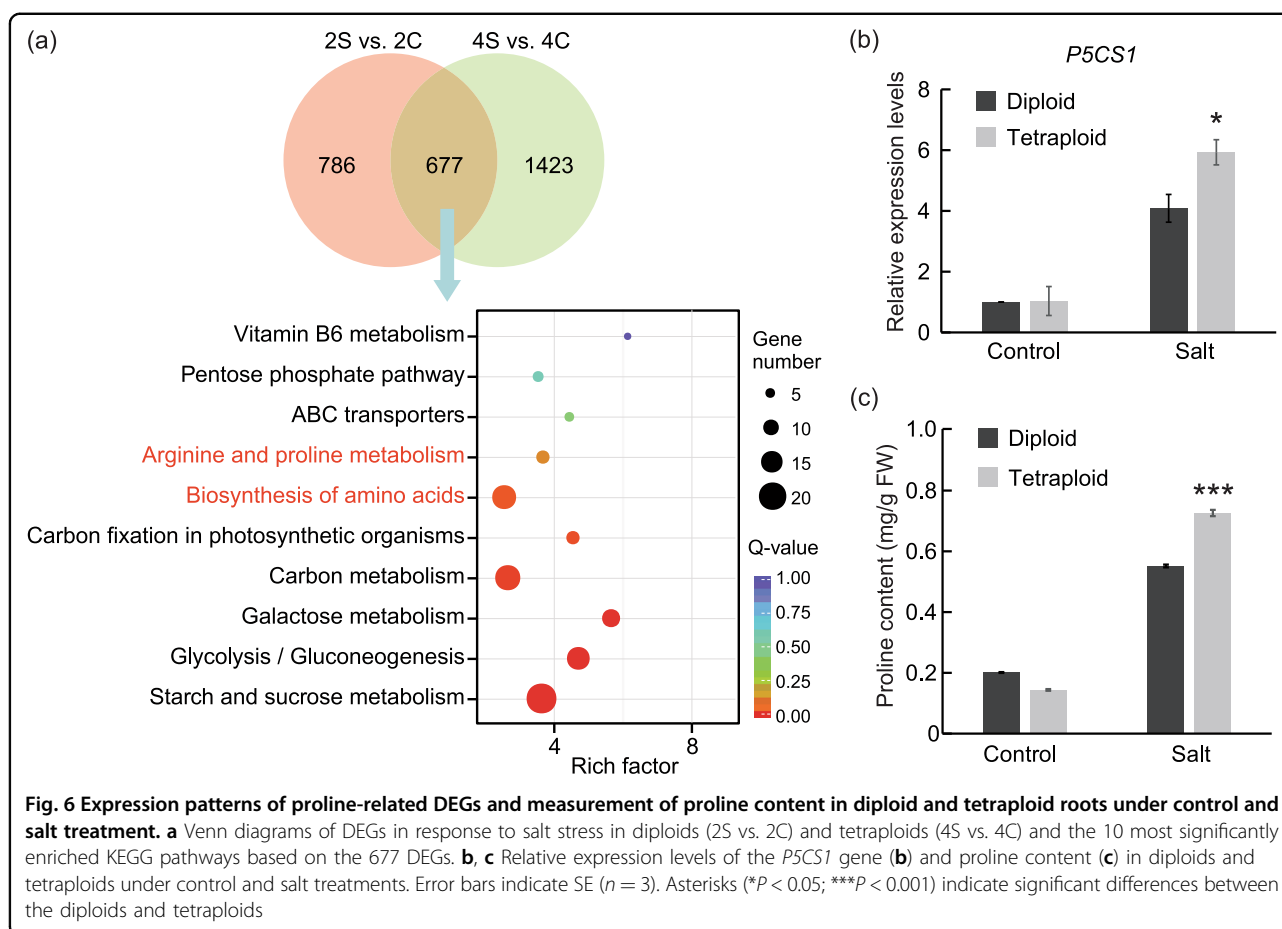 (a)
2S vs. 2C
4S vs. 4C
786
677
1423
Vitamin B6 metabolism
Pentose phosphate pathway
ABC transporters
Arginine and proline metabolism
Biosynthesis of amino acids
Carbon fixation in photosynthetic organisms
Carbon metabolism
Galactose metabolism
Glycolysis / Gluconeogenesis
Starch and sucrose metabolism
4
8
Rich factor
Gene
number
5
10
15
20
Q-value
1.00
0.75
0.50
0.25
0.00
(b)
P5CS1
Diploid
Tetraploid
*
Relative expression levels
8
6
4
2
0
Control
Salt
(c)
Diploid
Tetraploid
***
Proline content (mg/g FW)
1.0
0.8
0.6
0.4
0.2
0
Control
Salt
Fig. 6 Expression patterns of proline-related DEGs and measurement of proline content in diploid and tetraploid roots under control and
salt treatment. a Venn diagrams of DEGs in response to salt stress in diploids (2S vs. 2C) and tetraploids (4S vs. 4C) and the 10 most significantly
enriched KEGG pathways based on the 677 DEGs. b, c Relative expression levels of the P5CS1 gene (b) and proline content (c) in diploids and
tetraploids under control and salt treatments. Error bars indicate SE (n = 3). Asterisks (*P < 0.05; ***P < 0.001) indicate significant differences between
the diploids and tetraploids